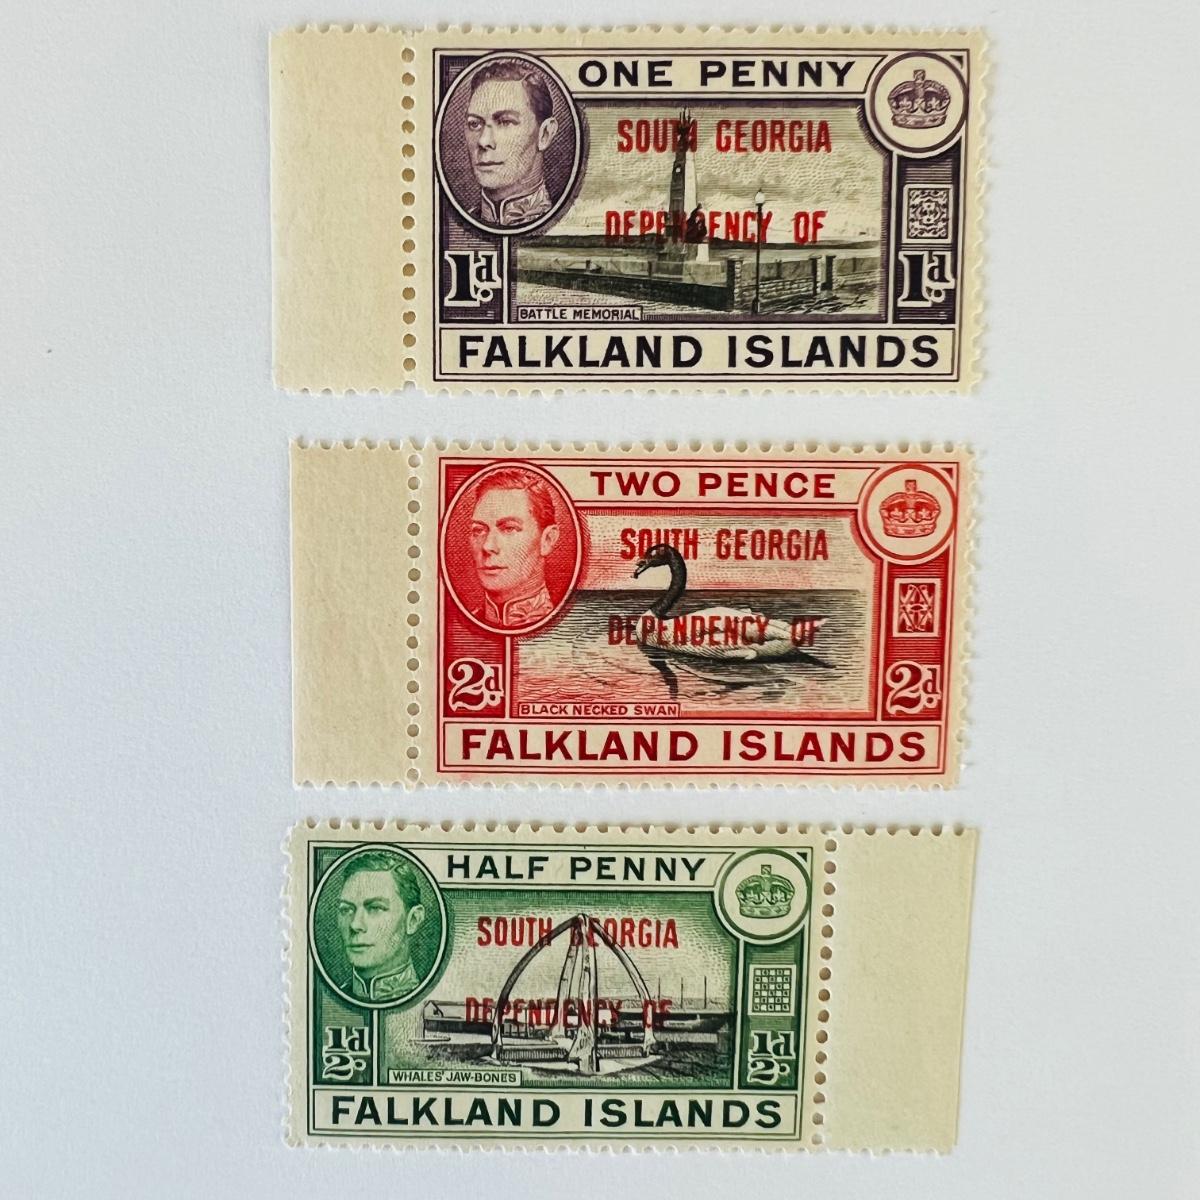 ONE PENNY
SOUTH GEORGIA
DEPENDENCY OF
1d 1d
BATTLE MEMORIAL
FALKLAND ISLANDS
TWO PENCE
SOUTH GEORGIA
DEPENDENCY OF
2d 2d
BLACK NECKED SWAN
FALKLAND ISLANDS
HALF PENNY
SOUTH GEORGIA
DEPENDENCY OF
½d ½d
WHALES' JAW-BONES
FALKLAND ISLANDS